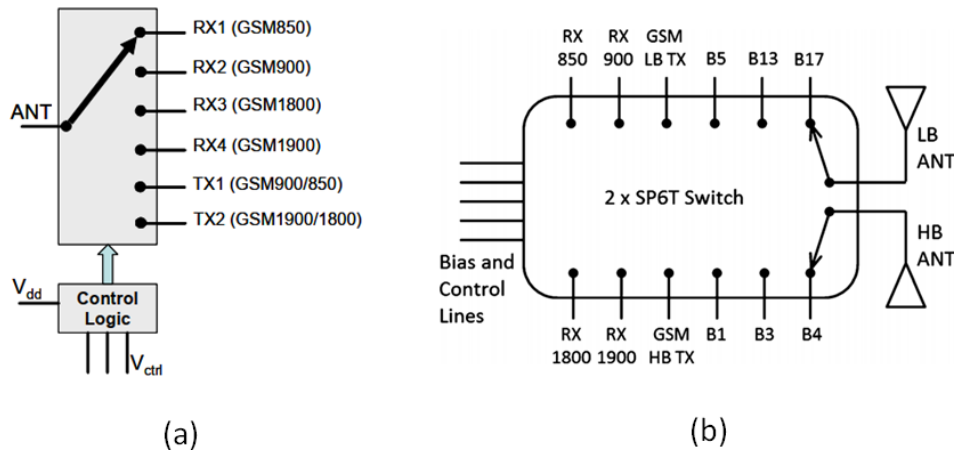 ANT
RX1 (GSM850)
RX2 (GSM900)
RX3 (GSM1800)
RX4 (GSM1900)
TX1 (GSM900/850)
TX2 (GSM1900/1800)
Vdd
Control
Logic
Vctrl
(a)
RX
850
RX
900
GSM
LB TX
B5
B13
B17
LB
ANT
2 x SP6T Switch
HB
ANT
Bias and
Control
Lines
RX
1800
RX
1900
GSM
HB TX
B1
B3
B4
(b)